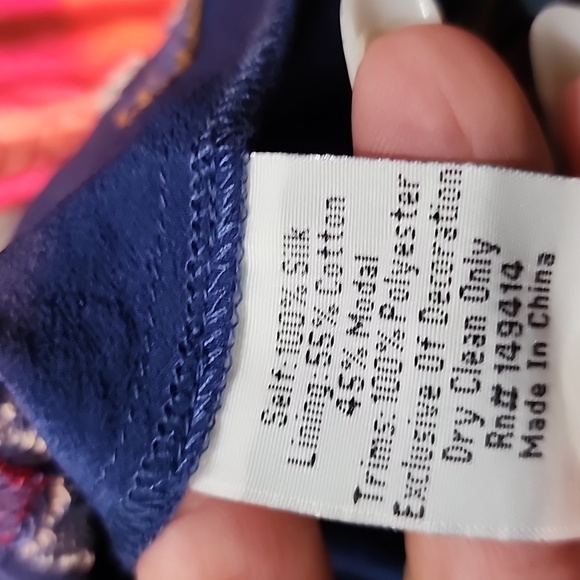 Self: 100% Silk
Lining: 55% Cotton
45% Modal
Trims: 100% Polyester
Exclusive Of Decoration
Dry Clean Only
Rn# 149414
Made In China